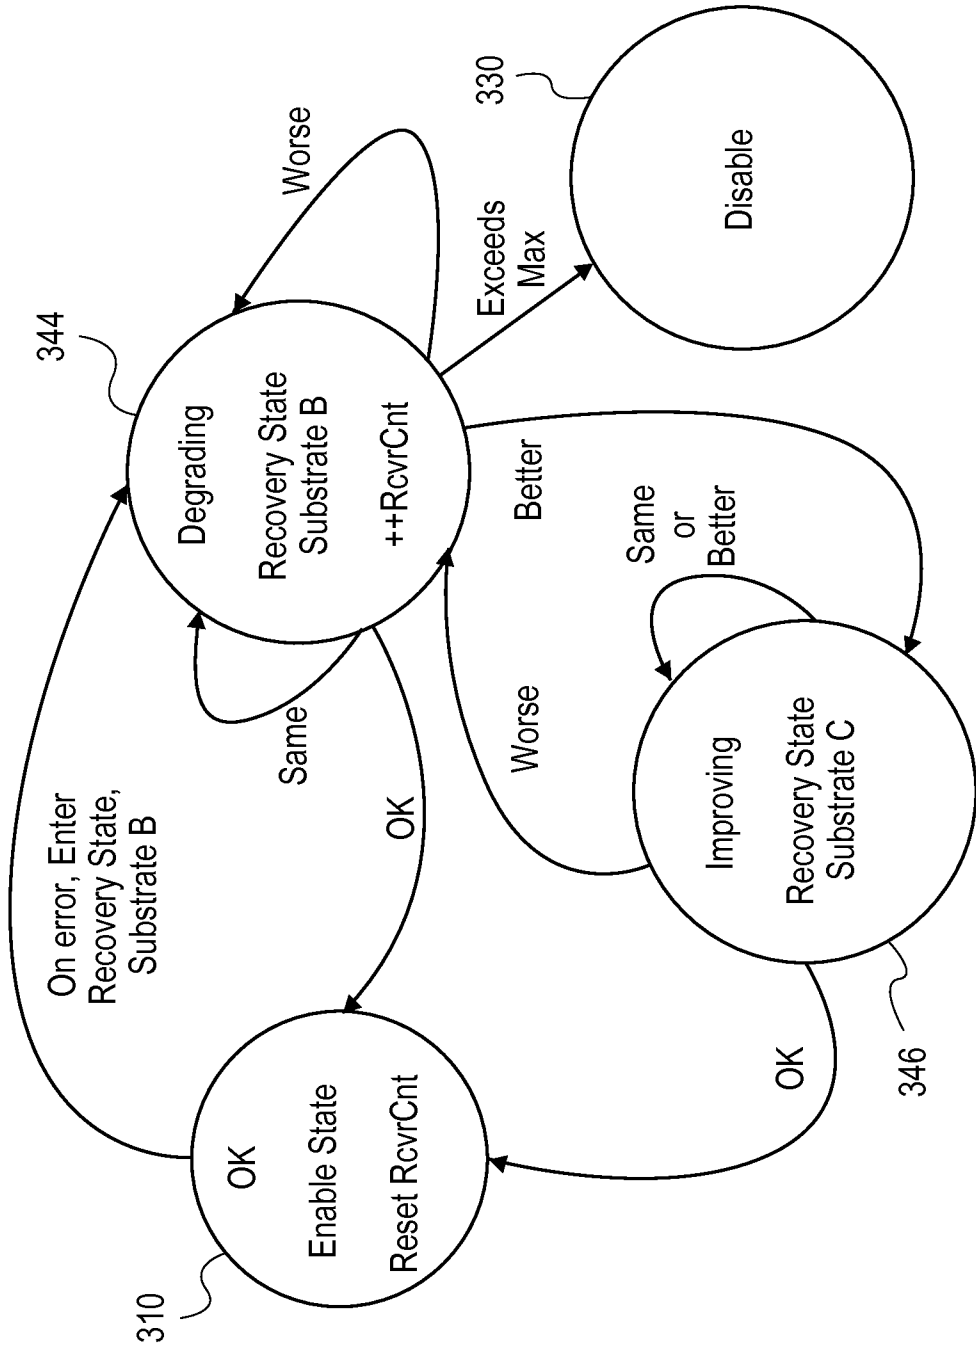 310
OK
Enable State
Reset RcvrCnt
On error, Enter
Recovery State,
Substrate B
344
Degrading
Recovery State
Substrate B
++RcvrCnt
Same
Worse
OK
Exceeds
Max
330
Disable
Better
Worse
Same
or
Better
Improving
Recovery State
Substrate C
346
OK